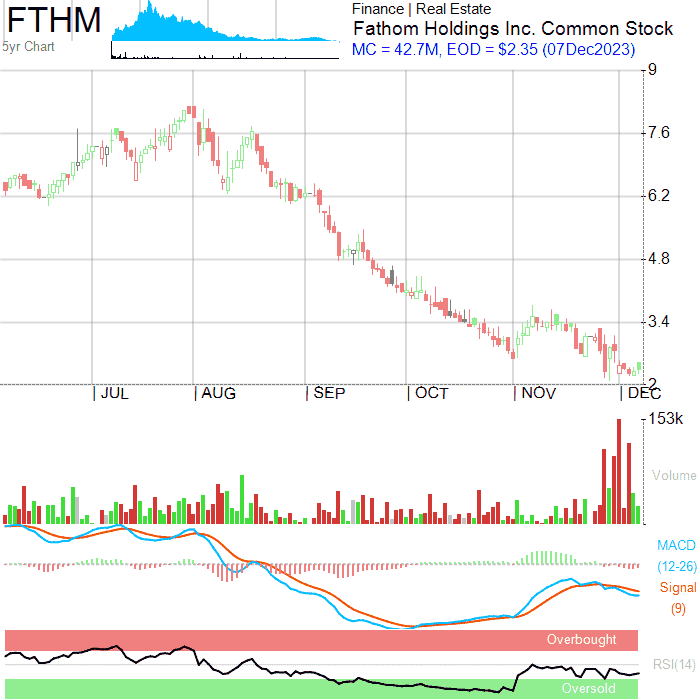 FTHM
5yr Chart
Finance | Real Estate
Fathom Holdings Inc. Common Stock
MC = 42.7M, EOD = $2.35 (07Dec2023)
9
7.6
6.2
4.8
3.4
2
JUL AUG SEP OCT NOV DEC
153k
Volume
MACD
(12-26)
Signal
(9)
Overbought
RSI(14)
Oversold